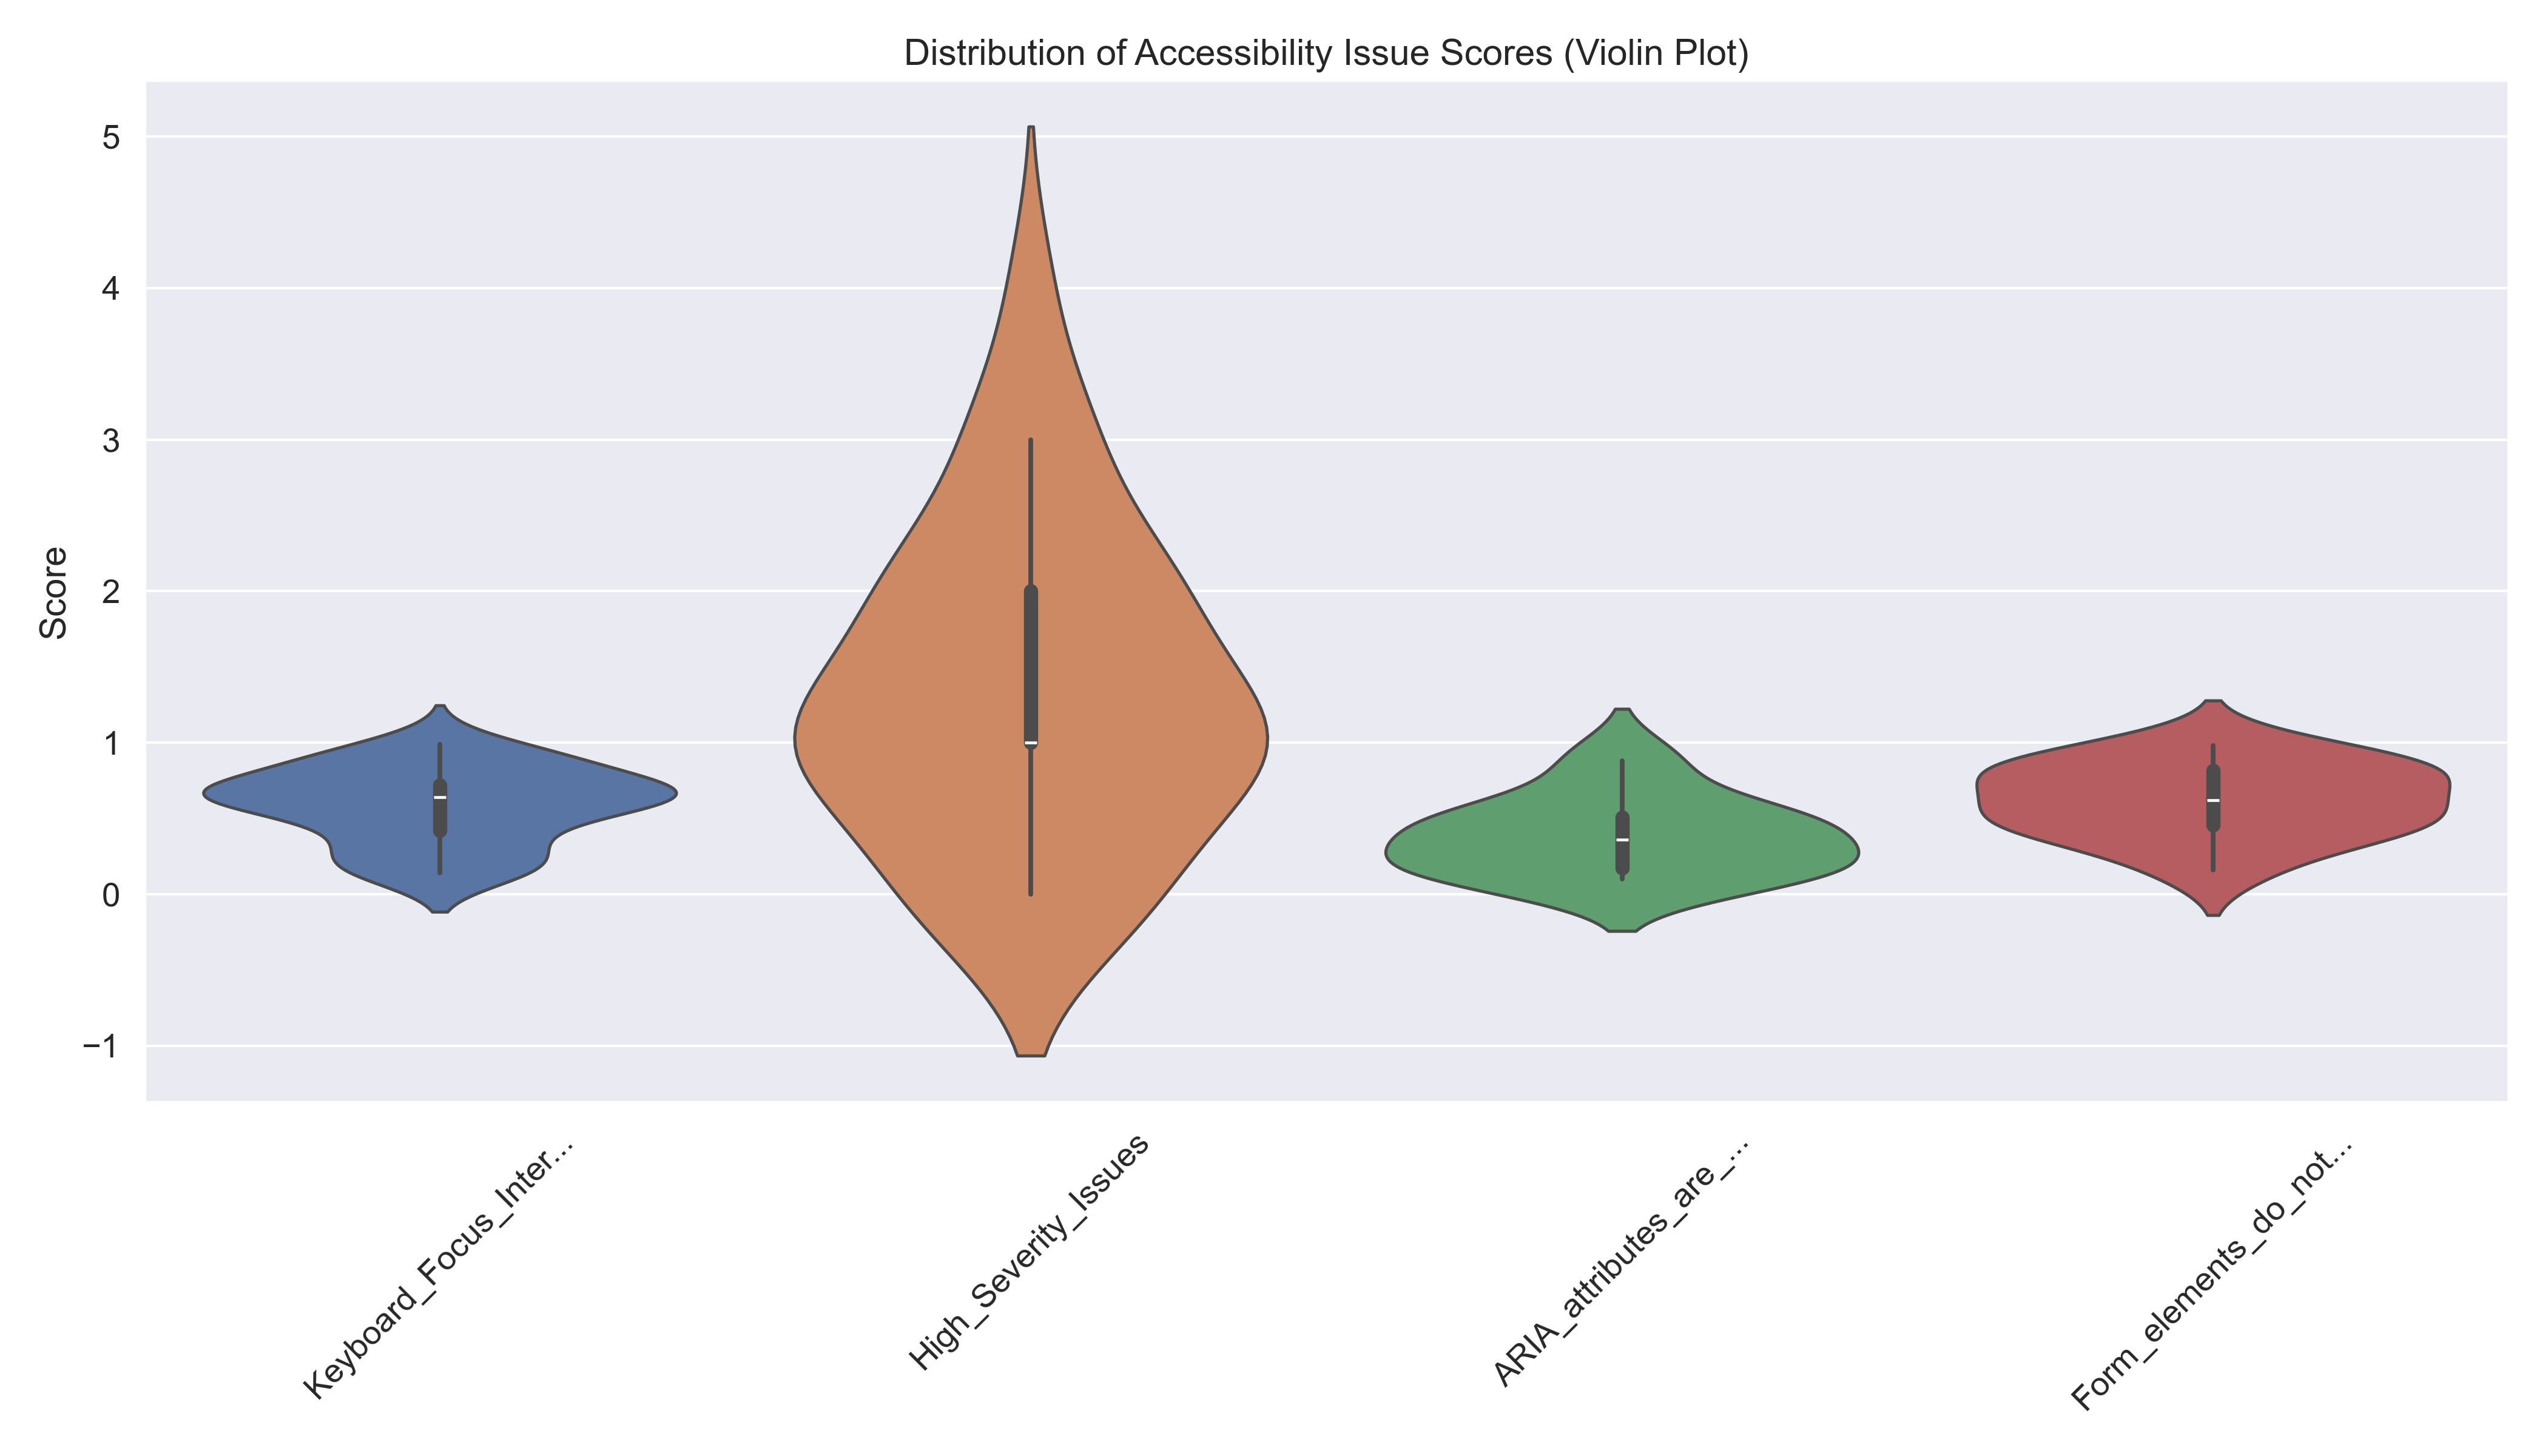 Distribution of Accessibility Issue Scores (Violin Plot)
Score
5
4
3
2
1
0
−1
Keyboard_Focus_Inter...
High_Severity_Issues
ARIA_attributes_are_...
Form_elements_do_not...